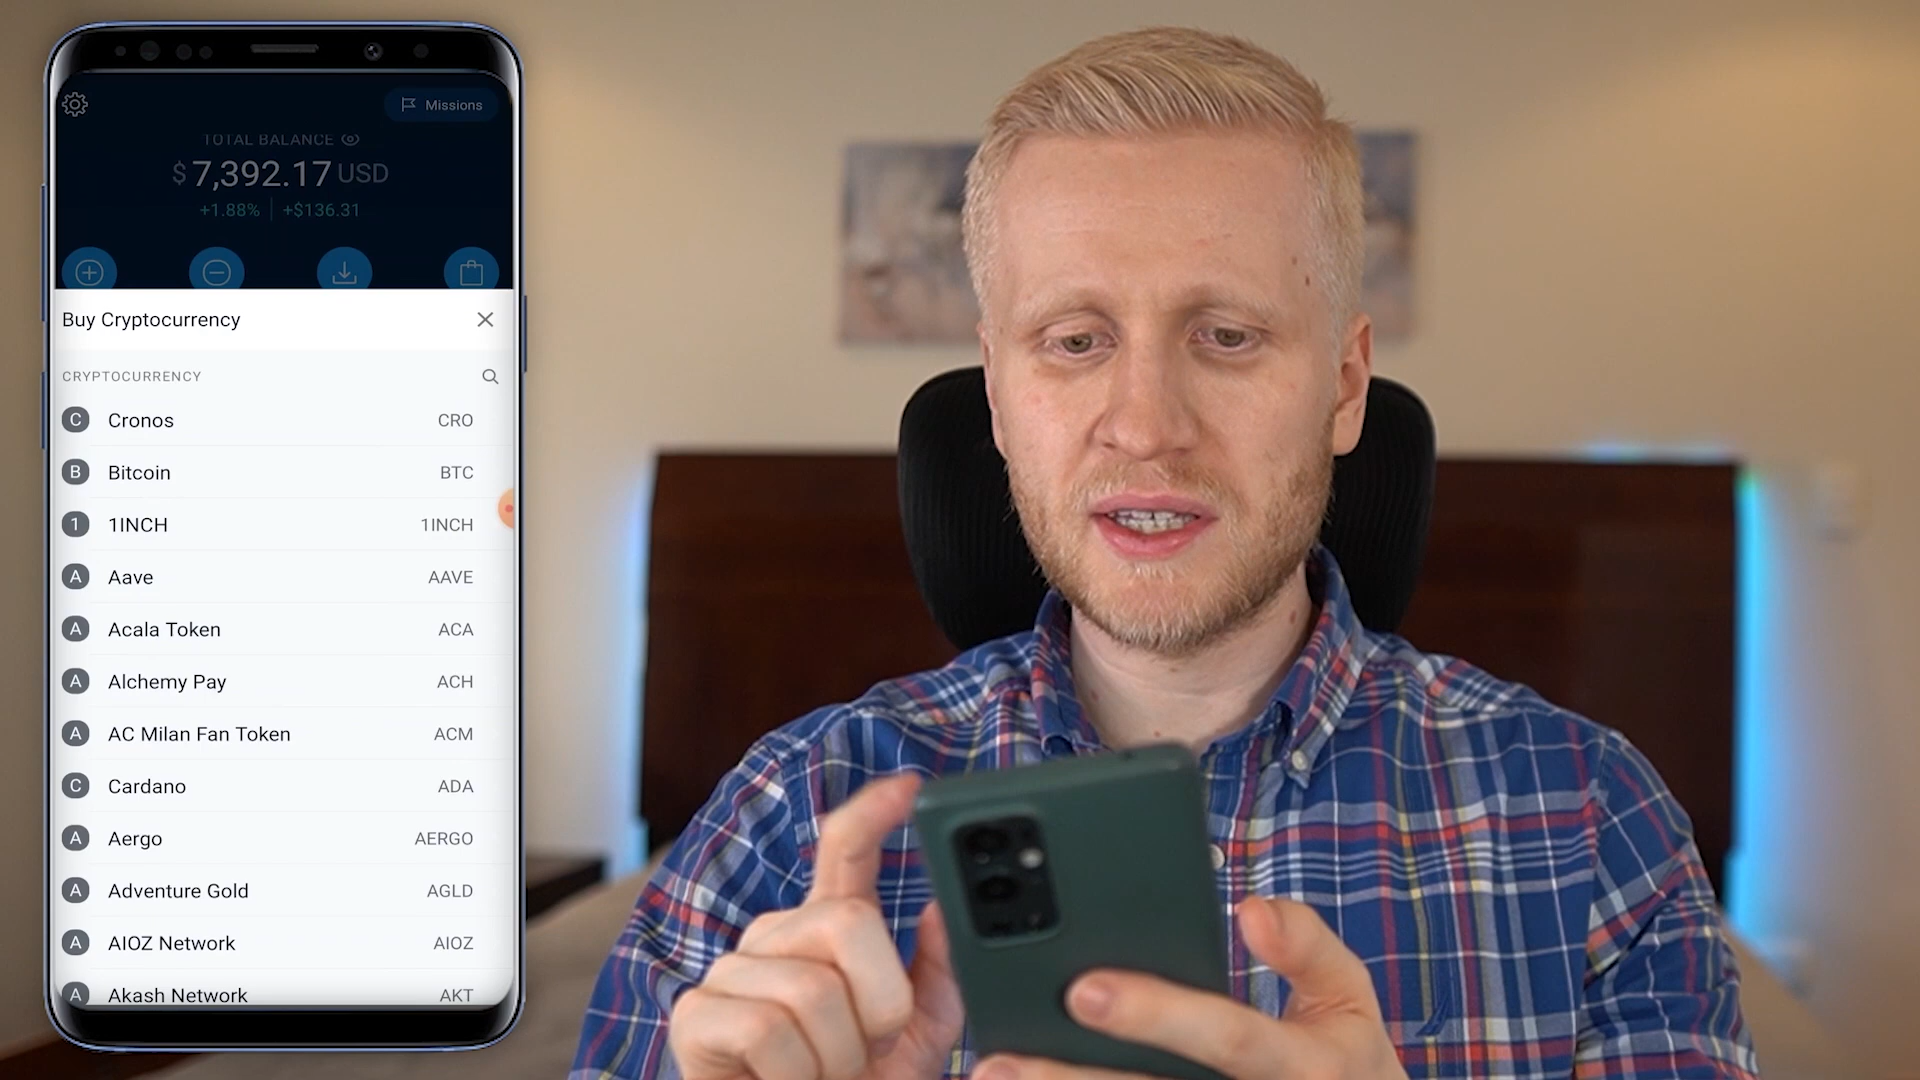 Missions
TOTAL BALANCE
$ 7,392.17 USD
+1.88% | +$136.31
Buy Cryptocurrency
CRYPTOCURRENCY
C Cronos CRO
B Bitcoin BTC
1 1INCH 1INCH
A Aave AAVE
A Acala Token ACA
A Alchemy Pay ACH
A AC Milan Fan Token ACM
C Cardano ADA
A Aergo AERGO
A Adventure Gold AGLD
A AIOZ Network AIOZ
A Akash Network AKT